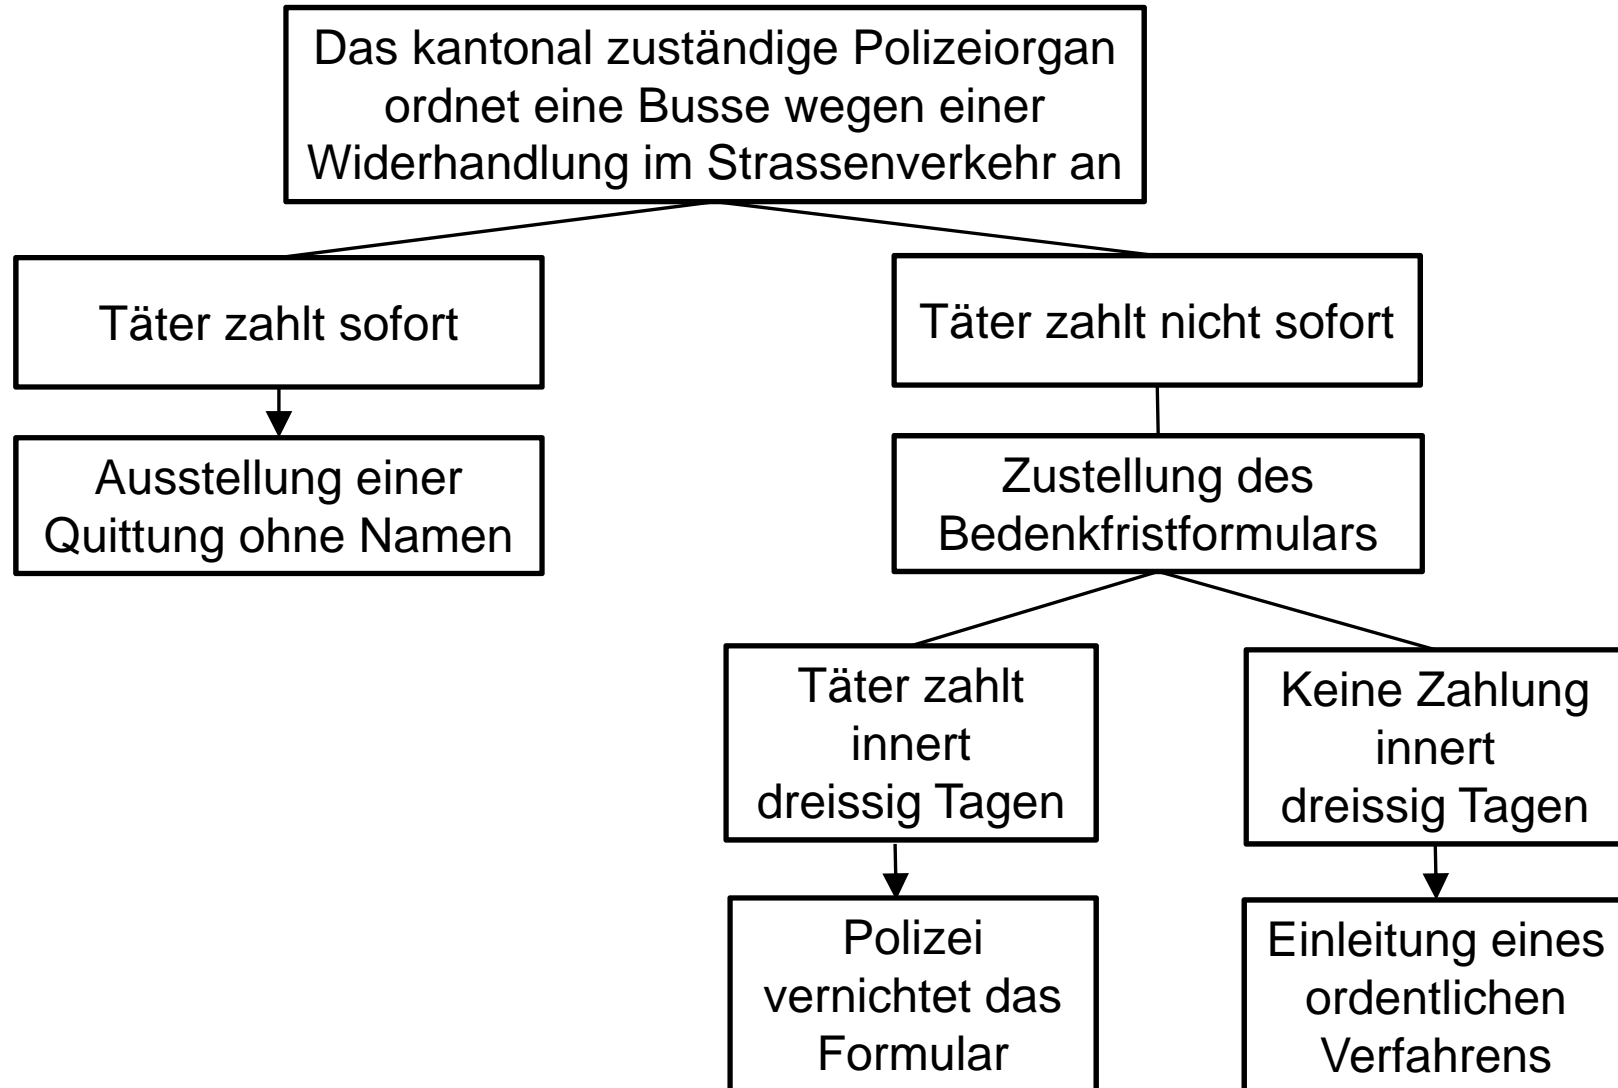 Das kantonal zuständige Polizeiorgan
ordnet eine Busse wegen einer
Widerhandlung im Strassenverkehr an
Täter zahlt sofort
Täter zahlt nicht sofort
Ausstellung einer
Quittung ohne Namen
Zustellung des
Bedenkfristformulars
Täter zahlt
innert
dreissig Tagen
Keine Zahlung
innert
dreissig Tagen
Polizei
vernichtet das
Formular
Einleitung eines
ordentlichen
Verfahrens